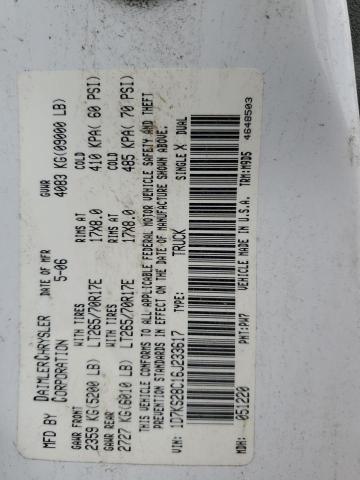 MFD BY DAIMLERCHRYSLER CORPORATION DATE OF MFR 5-06 GVWR 4083 KG(09000 LB)
GAWR FRONT WITH TIRES RIMS AT COLD
2359 KG(5200 LB) LT265/70R17E 17X8.0 410 KPA( 60 PSI)
GAWR REAR WITH TIRES RIMS AT COLD
2727 KG(6010 LB) LT265/70R17E 17X8.0 485 KPA( 70 PSI)
THIS VEHICLE CONFORMS TO ALL APPLICABLE FEDERAL MOTOR VEHICLE SAFETY AND THEFT
PREVENTION STANDARDS IN EFFECT ON THE DATE OF MANUFACTURE SHOWN ABOVE.
VIN: 1D7KS28C16J233617 TYPE: TRUCK SINGLE X DUAL
MADE IN U.S.A. 4648503
MDH: 051220 PNT:PW7 TRM:M9D5